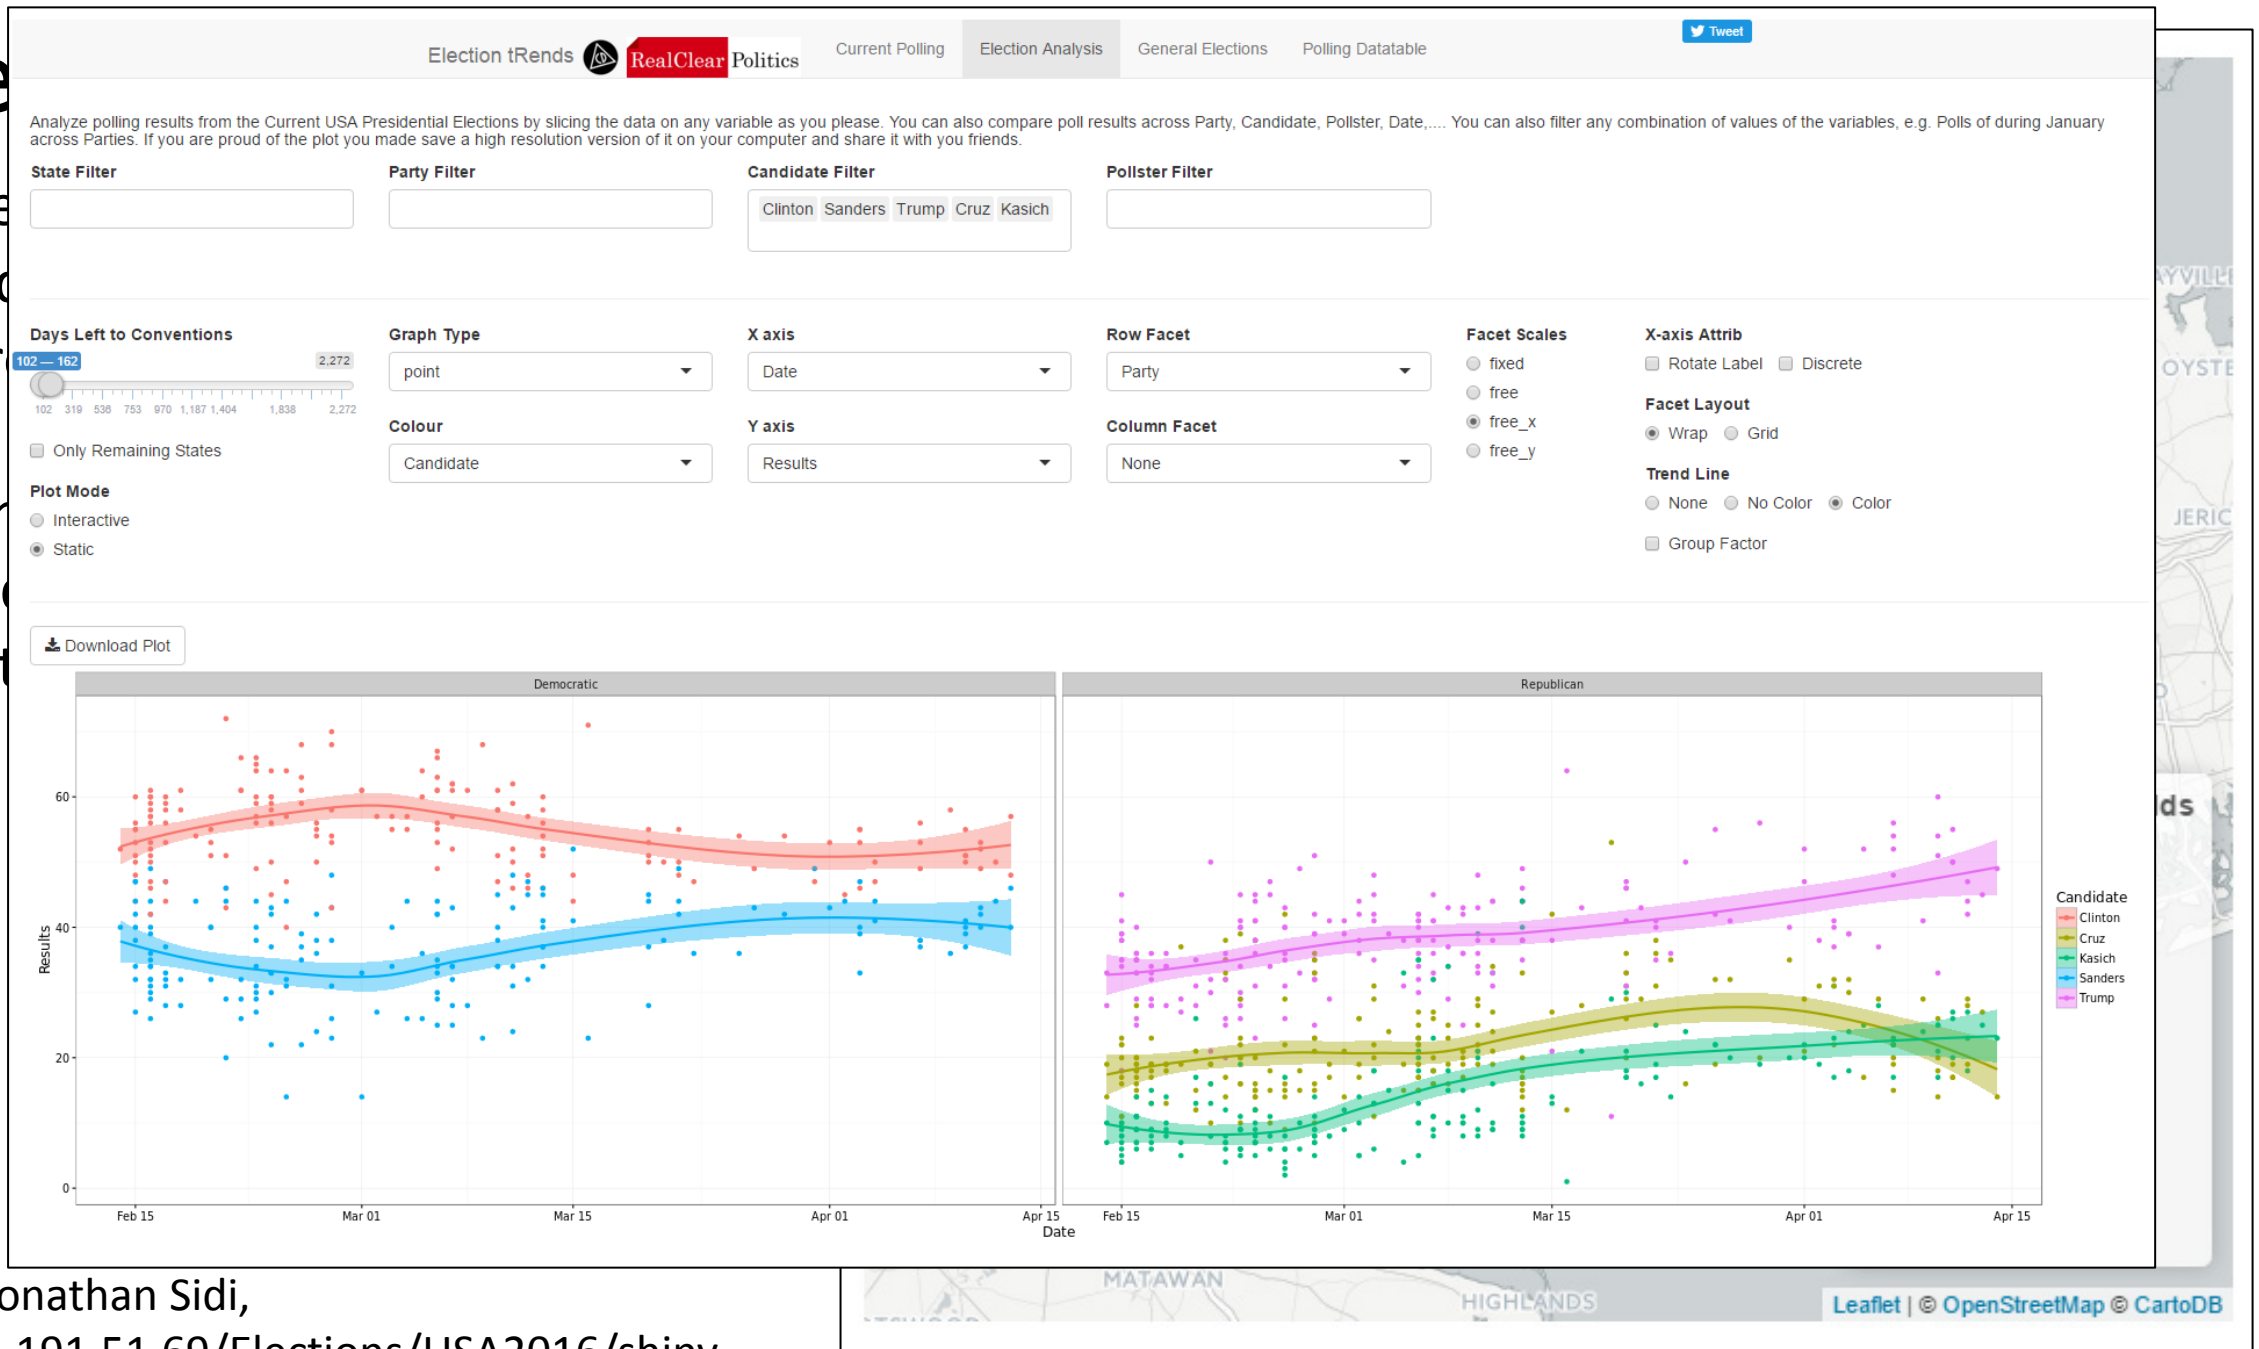 Election tRends RealClear Politics Current Polling Election Analysis General Elections Polling Datatable Tweet
Analyze polling results from the Current USA Presidential Elections by slicing the data on any variable as you please. You can also compare poll results across Party, Candidate, Pollster, Date,.... You can also filter any combination of values of the variables, e.g. Polls of during January
across Parties. If you are proud of the plot you made save a high resolution version of it on your computer and share it with you friends.
State Filter Party Filter Candidate Filter Pollster Filter
Clinton Sanders Trump Cruz Kasich
Days Left to Conventions Graph Type X axis Row Facet Facet Scales X-axis Attrib
102 — 162 2,272
point Date Party
fixed
free
free_x
free_y
Rotate Label Discrete
102 319 536 753 970 1,187 1,404 1,838 2,272
Facet Layout
Wrap Grid
Colour Y axis Column Facet
Candidate Results None
Only Remaining States
Trend Line
None No Color Color
Group Factor
Plot Mode
Interactive
Static
Download Plot
Democratic Republican
60
40
20
0
Results
Feb 15 Mar 01 Mar 15 Apr 01 Apr 15 Feb 15 Mar 01 Mar 15 Apr 01 Apr 15
Date
Candidate
Clinton
Cruz
Kasich
Sanders
Trump
OYSTE
JERIC
lds
MATAWAN
HIGHLANDS
Leaflet | © OpenStreetMap © CartoDB
onathan Sidi,
191.51.69/Elections/USA2016/shiny